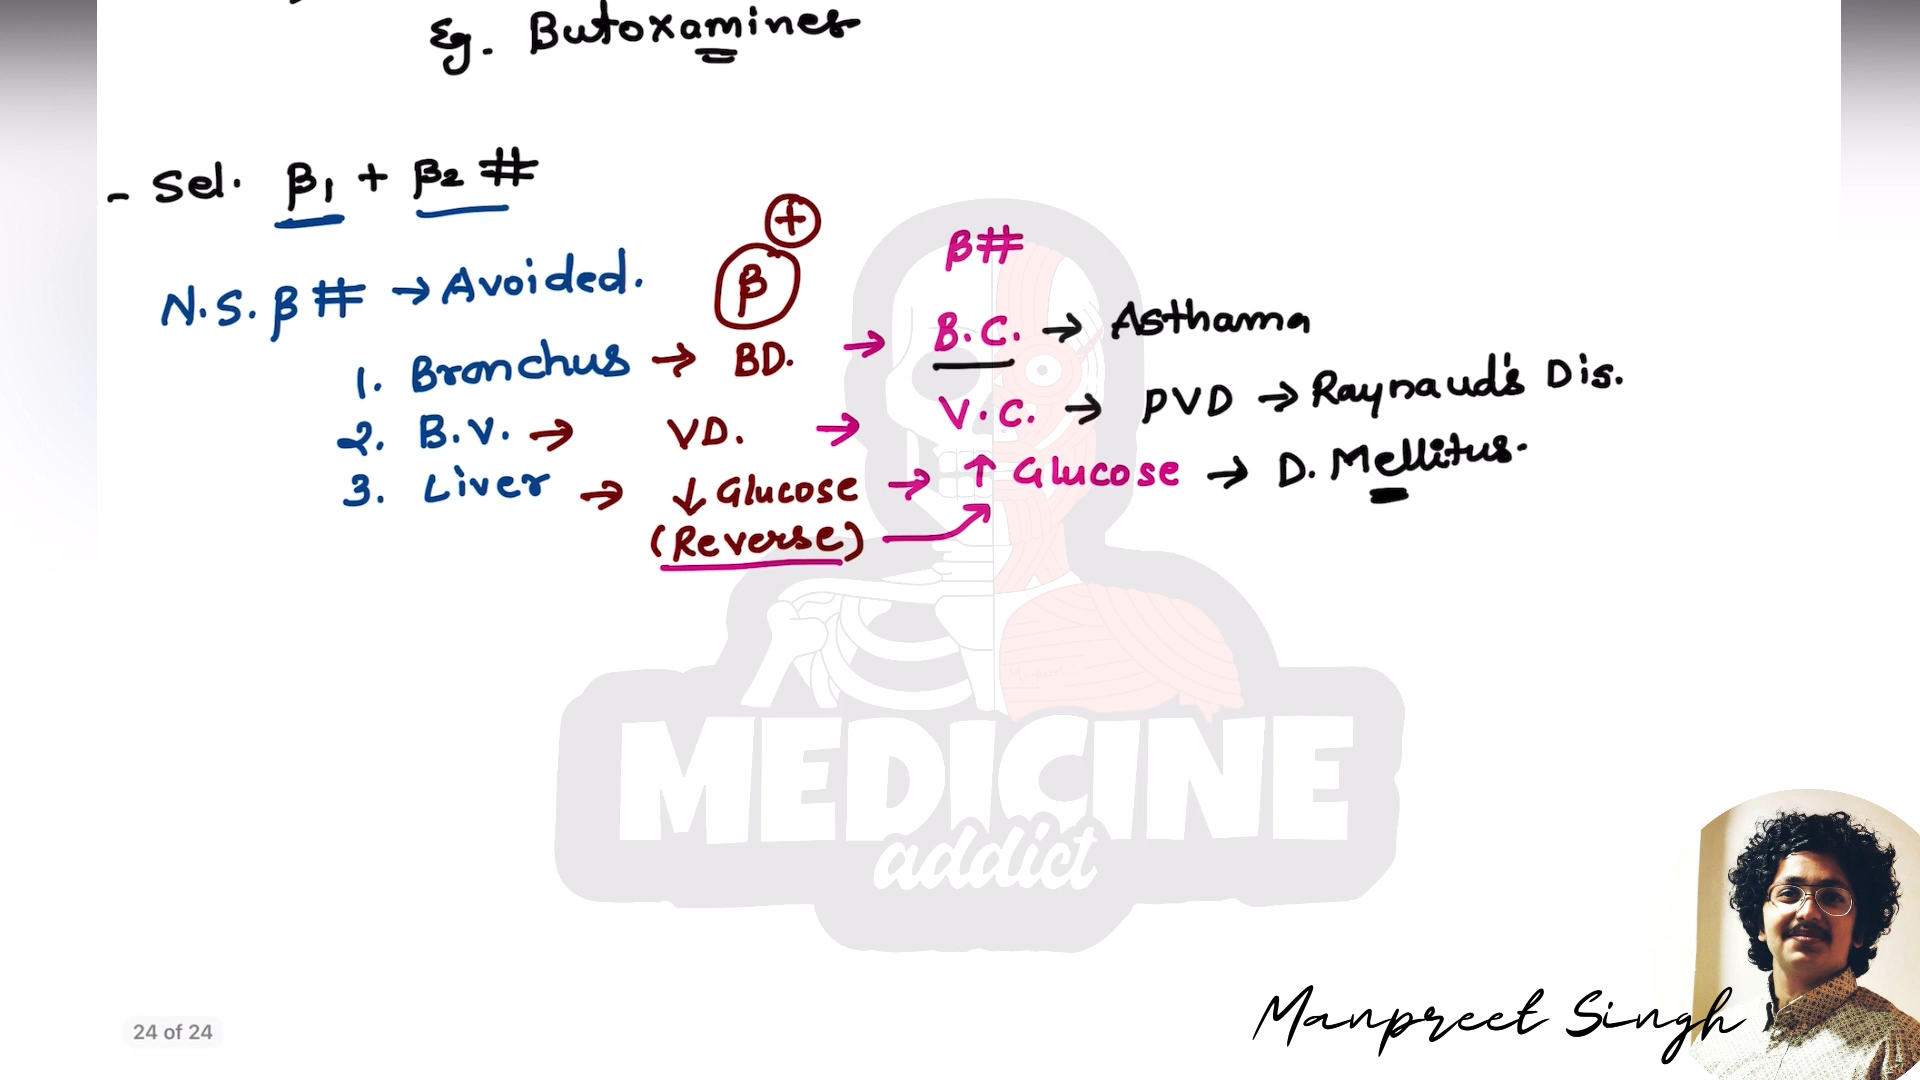 Eg. Butoxamines
- Sel. β1 + β2 #
N.S. β # → Avoided.
β +
β#
1. Bronchus → BD. → B.C. → Asthama
2. B.V. → VD. → V.C. → PVD → Raynaud's Dis.
3. Liver → ↓ Glucose → ↑ Glucose → D. Mellitus.
(Reverse)
MEDICINE
addict
Manpreet Singh
24 of 24